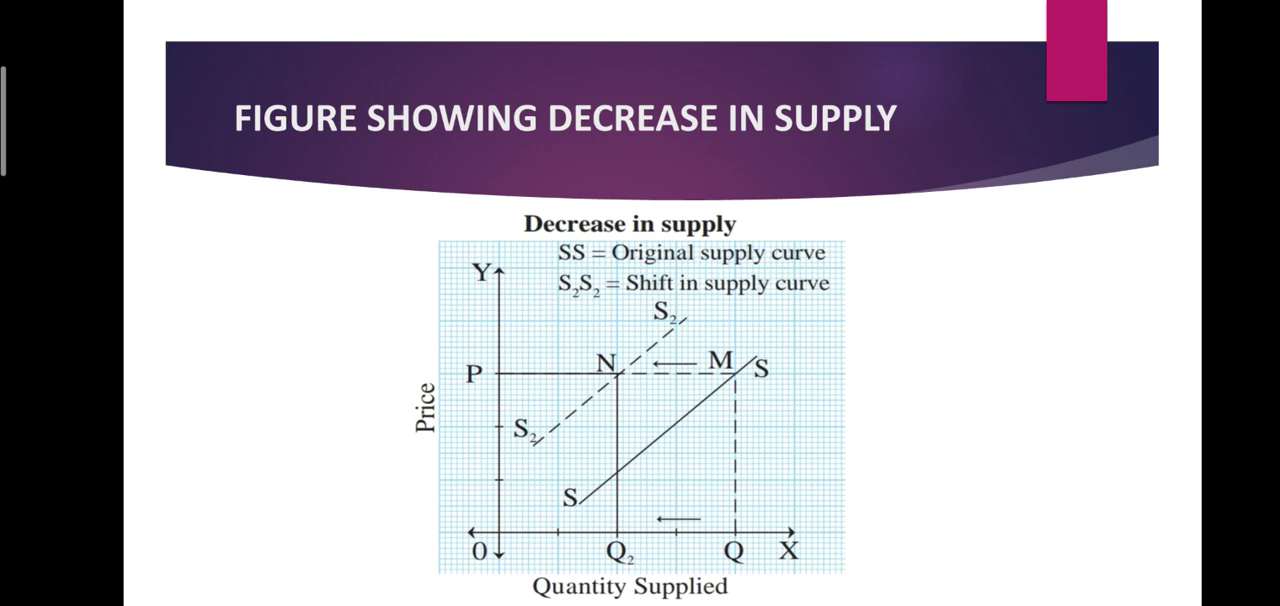 FIGURE SHOWING DECREASE IN SUPPLY
Decrease in supply
SS = Original supply curve
S₂S₂ = Shift in supply curve
Y
S₂
N
M
S
P
Price
S₂
S
0
Q₂
Q
X
Quantity Supplied